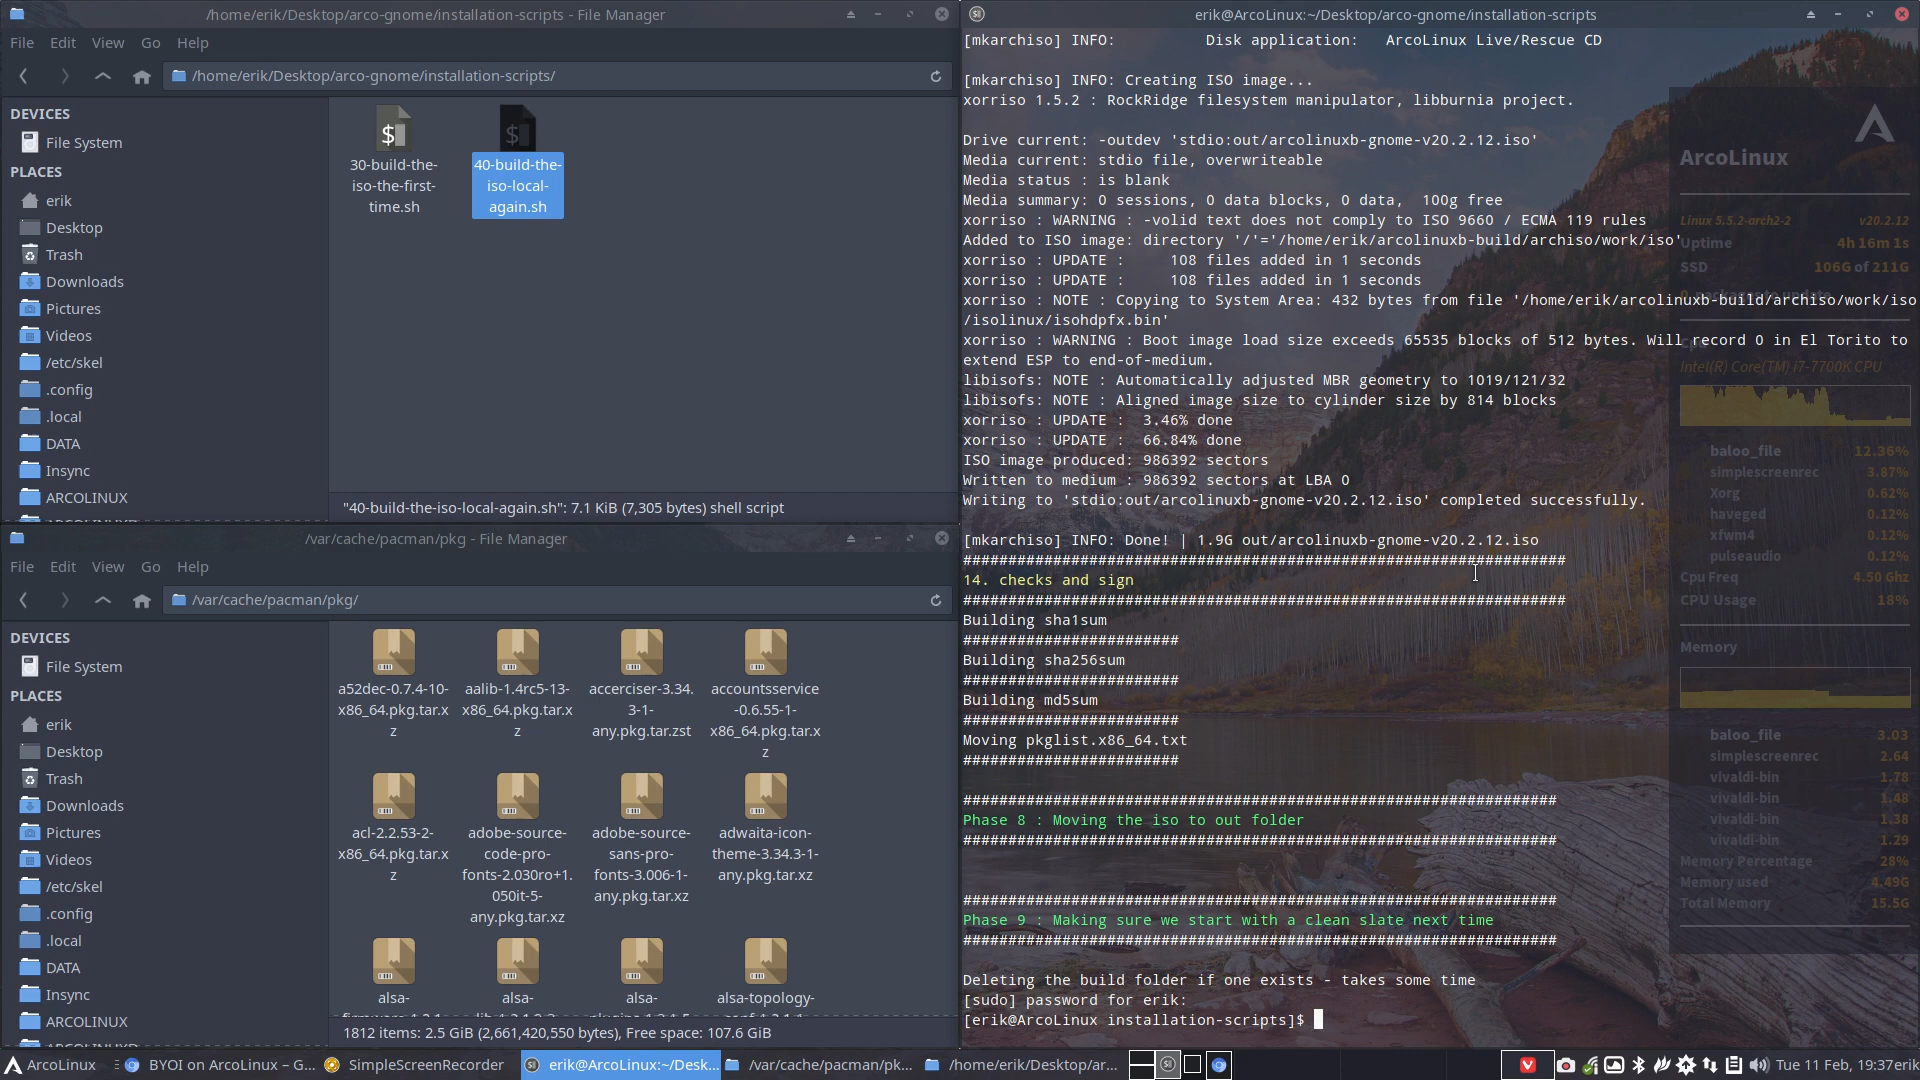 /home/erik/Desktop/arco-gnome/installation-scripts - File Manager
File Edit View Go Help
/home/erik/Desktop/arco-gnome/installation-scripts/
DEVICES
File System
PLACES
erik
Desktop
Trash
Downloads
Pictures
Videos
/etc/skel
.config
.local
DATA
Insync
ARCOLINUX
30-build-the-
iso-the-first-
time.sh
40-build-the-
iso-local-
again.sh
"40-build-the-iso-local-again.sh": 7.1 KiB (7,305 bytes) shell script
/var/cache/pacman/pkg - File Manager
File Edit View Go Help
/var/cache/pacman/pkg/
DEVICES
File System
PLACES
erik
Desktop
Trash
Downloads
Pictures
Videos
/etc/skel
.config
.local
DATA
Insync
ARCOLINUX
a52dec-0.7.4-10-
x86_64.pkg.tar.x
z
aalib-1.4rc5-13-
x86_64.pkg.tar.x
z
accerciser-3.34.
3-1-
any.pkg.tar.zst
accountsservice
-0.6.55-1-
x86_64.pkg.tar.x
z
acl-2.2.53-2-
x86_64.pkg.tar.x
z
adobe-source-
code-pro-
fonts-2.030ro+1.
050it-5-
any.pkg.tar.xz
adobe-source-
sans-pro-
fonts-3.006-1-
any.pkg.tar.xz
adwaita-icon-
theme-3.34.3-1-
any.pkg.tar.xz
alsa-
alsa-
alsa-
alsa-topology-
1812 items: 2.5 GiB (2,661,420,550 bytes), Free space: 107.6 GiB
erik@ArcoLinux:~/Desktop/arco-gnome/installation-scripts
[mkarchiso] INFO: Disk application: ArcoLinux Live/Rescue CD
[mkarchiso] INFO: Creating ISO image...
xorriso 1.5.2 : RockRidge filesystem manipulator, libburnia project.
Drive current: -outdev 'stdio:out/arcolinuxb-gnome-v20.2.12.iso'
Media current: stdio file, overwriteable
Media status : is blank
Media summary: 0 sessions, 0 data blocks, 0 data, 100g free
xorriso : WARNING : -volid text does not comply to ISO 9660 / ECMA 119 rules
Added to ISO image: directory '/'='/home/erik/arcolinuxb-build/archiso/work/iso'
xorriso : UPDATE : 108 files added in 1 seconds
xorriso : UPDATE : 108 files added in 1 seconds
xorriso : NOTE : Copying to System Area: 432 bytes from file '/home/erik/arcolinuxb-build/archiso/work/iso
/isolinux/isohdpfx.bin'
xorriso : WARNING : Boot image load size exceeds 65535 blocks of 512 bytes. Will record 0 in El Torito to
extend ESP to end-of-medium.
libisofs: NOTE : Automatically adjusted MBR geometry to 1019/121/32
libisofs: NOTE : Aligned image size to cylinder size by 814 blocks
xorriso : UPDATE : 3.46% done
xorriso : UPDATE : 66.84% done
ISO image produced: 986392 sectors
Written to medium : 986392 sectors at LBA 0
Writing to 'stdio:out/arcolinuxb-gnome-v20.2.12.iso' completed successfully.
[mkarchiso] INFO: Done! | 1.9G out/arcolinuxb-gnome-v20.2.12.iso
###################################################################
14. checks and sign
###################################################################
Building sha1sum
########################
Building sha256sum
########################
Building md5sum
########################
Moving pkglist.x86_64.txt
########################
##################################################################
Phase 8 : Moving the iso to out folder
##################################################################
##################################################################
Phase 9 : Making sure we start with a clean slate next time
##################################################################
Deleting the build folder if one exists - takes some time
[sudo] password for erik:
[erik@ArcoLinux installation-scripts]$
ArcoLinux
Linux 5.5.2-arch2-2 v20.2.12
Uptime 4h 16m 1s
SSD 106G of 211G
Intel(R) Core(TM) i7-7700K CPU
baloo_file 12.36%
simplescreenrec 3.87%
Xorg 0.62%
haveged 0.12%
xfwm4 0.12%
pulseaudio 0.12%
Cpu Freq 4.50 Ghz
CPU Usage 18%
Memory
baloo_file 3.03
simplescreenrec 2.64
vivaldi-bin 1.78
vivaldi-bin 1.48
vivaldi-bin 1.38
vivaldi-bin 1.29
Memory Percentage 28%
Memory used 4.49G
Total Memory 15.5G
ArcoLinux
BYOI on ArcoLinux – G...
SimpleScreenRecorder
erik@ArcoLinux:~/Desk...
/var/cache/pacman/pk...
/home/erik/Desktop/ar...
Tue 11 Feb, 19:37 erik